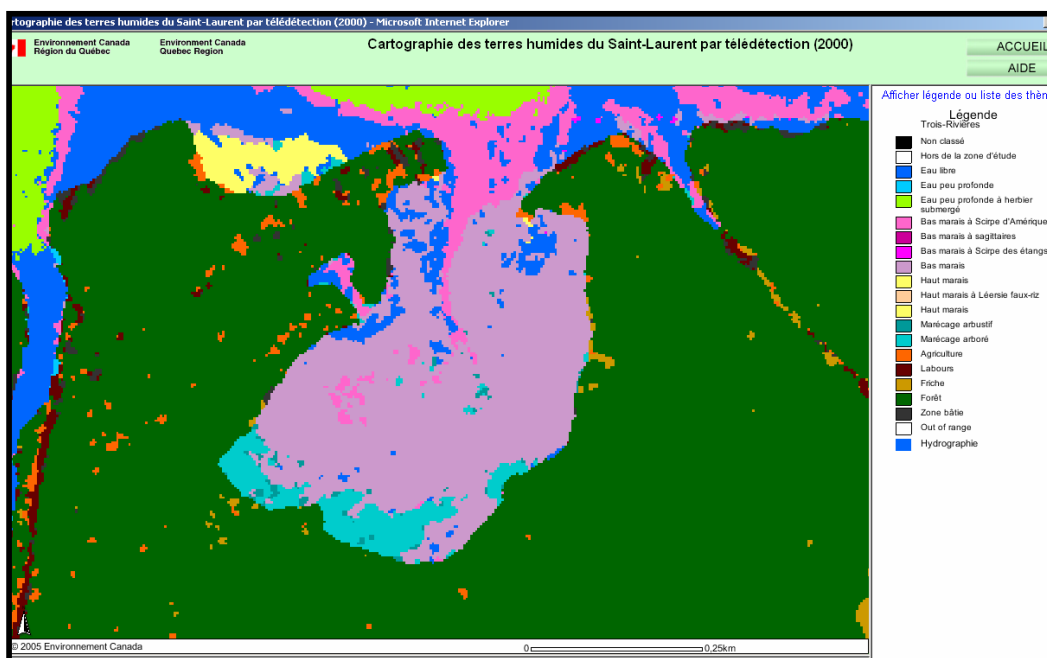 rtographie des terres humides du Saint-Laurent par télédétection (2000) - Microsoft Internet Explorer
Environnement Canada
Région du Québec
Environment Canada
Quebec Region
Cartographie des terres humides du Saint-Laurent par télédétection (2000)
ACCUEIL
AIDE
Afficher légende ou liste des thèm
Légende
Trois-Rivières
Non classé
Hors de la zone d'étude
Eau libre
Eau peu profonde
Eau peu profonde à herbier
submergé
Bas marais à Scirpe d'Amérique
Bas marais à sagittaires
Bas marais à Scirpe des étangs
Bas marais
Haut marais
Haut marais à Léersie faux-riz
Haut marais
Marécage arbustif
Marécage arboré
Agriculture
Labours
Friche
Forêt
Zone bâtie
Out of range
Hydrographie
© 2005 Environnement Canada
0 0,25km